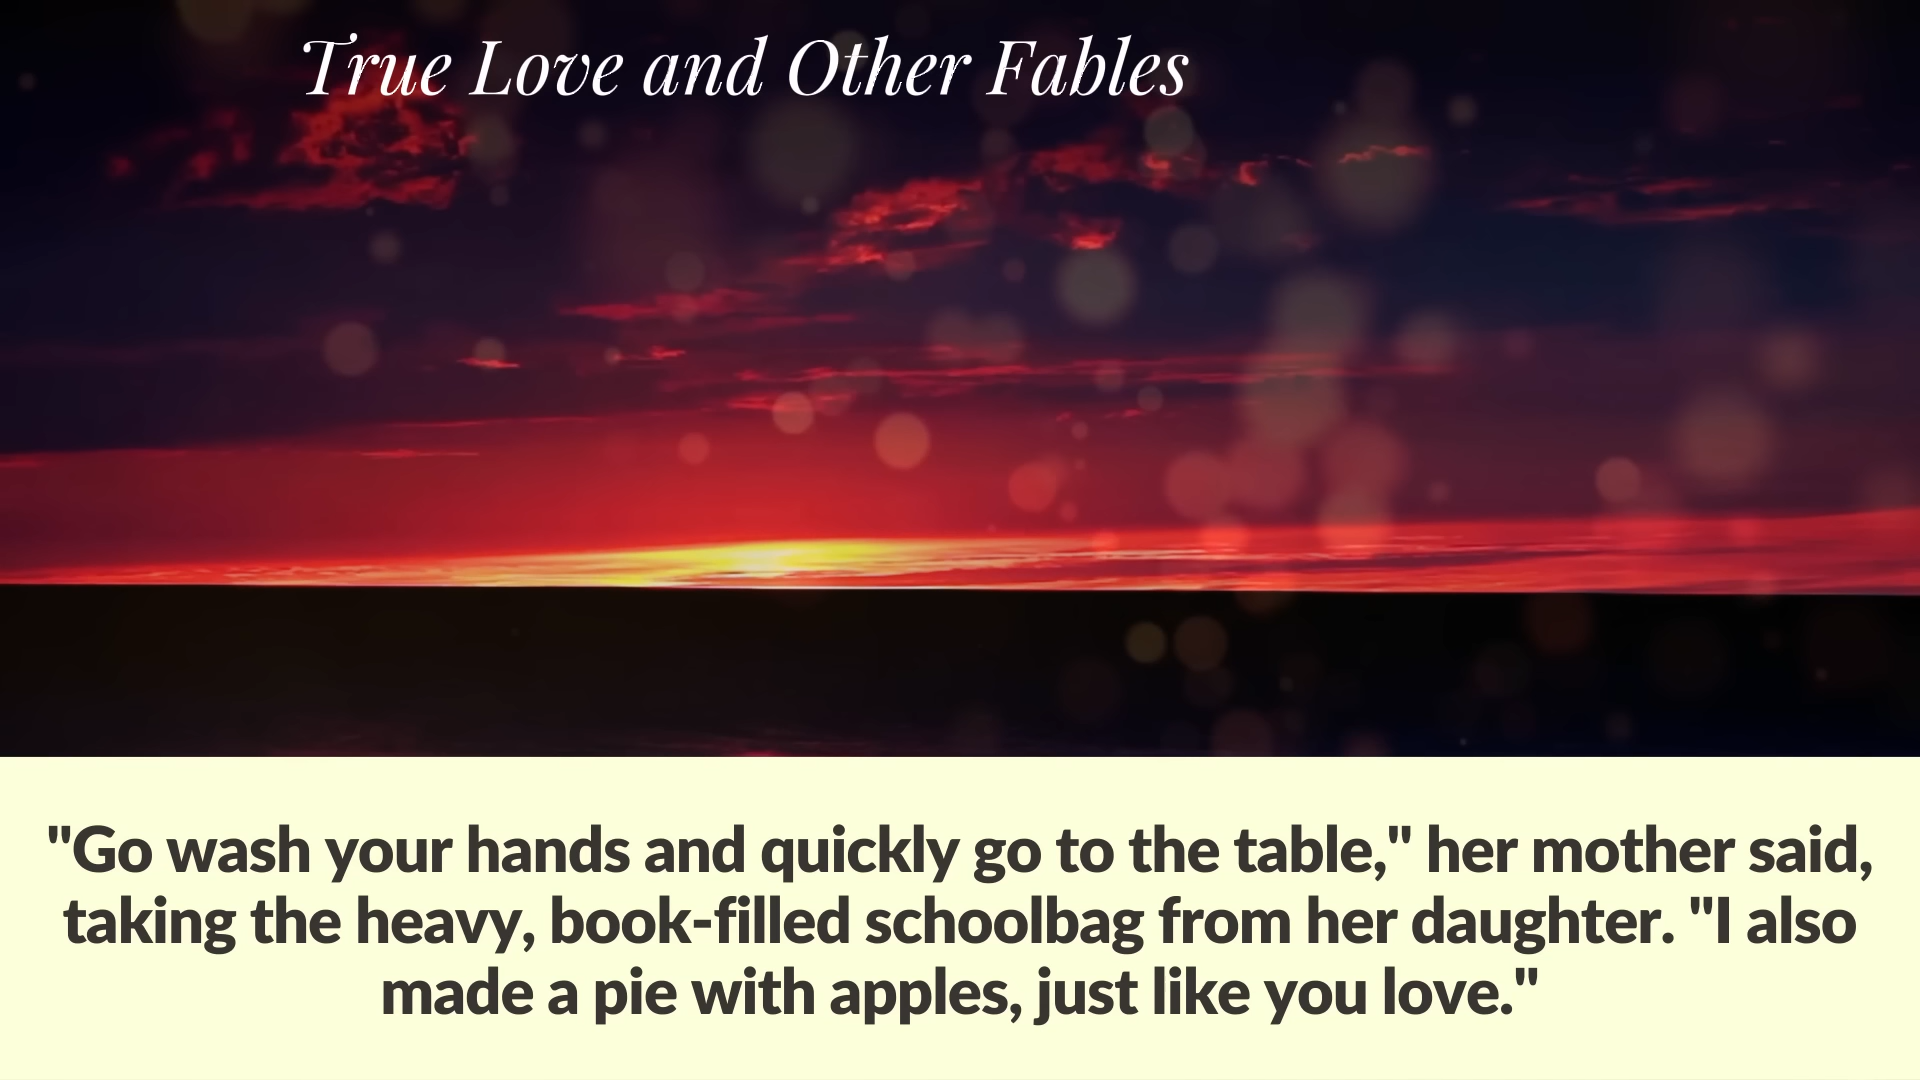 True Love and Other Fables
"Go wash your hands and quickly go to the table," her mother said,
taking the heavy, book-filled schoolbag from her daughter. "I also
made a pie with apples, just like you love."